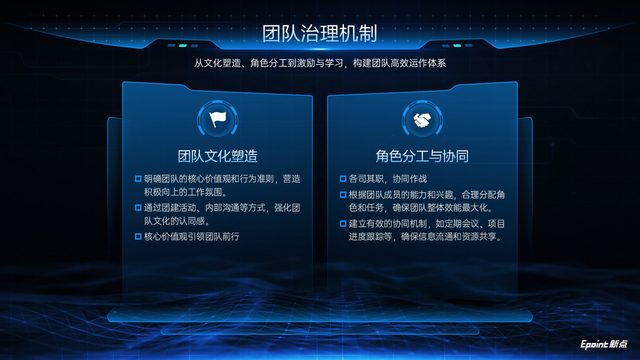 团队治理机制
从文化塑造、角色分工到激励与学习，构建团队高效运作体系
团队文化塑造
明确团队的核心价值观和行为准则，营造
积极向上的工作氛围。
通过团建活动、内部沟通等方式，强化团
队文化的认同感。
核心价值观引领团队前行
角色分工与协同
各司其职，协同作战
根据团队成员的能力和兴趣，合理分配角
色和任务，确保团队整体效能最大化。
建立有效的协同机制，如定期会议、项目
进度跟踪等，确保信息流通和资源共享。
Epoint 新点